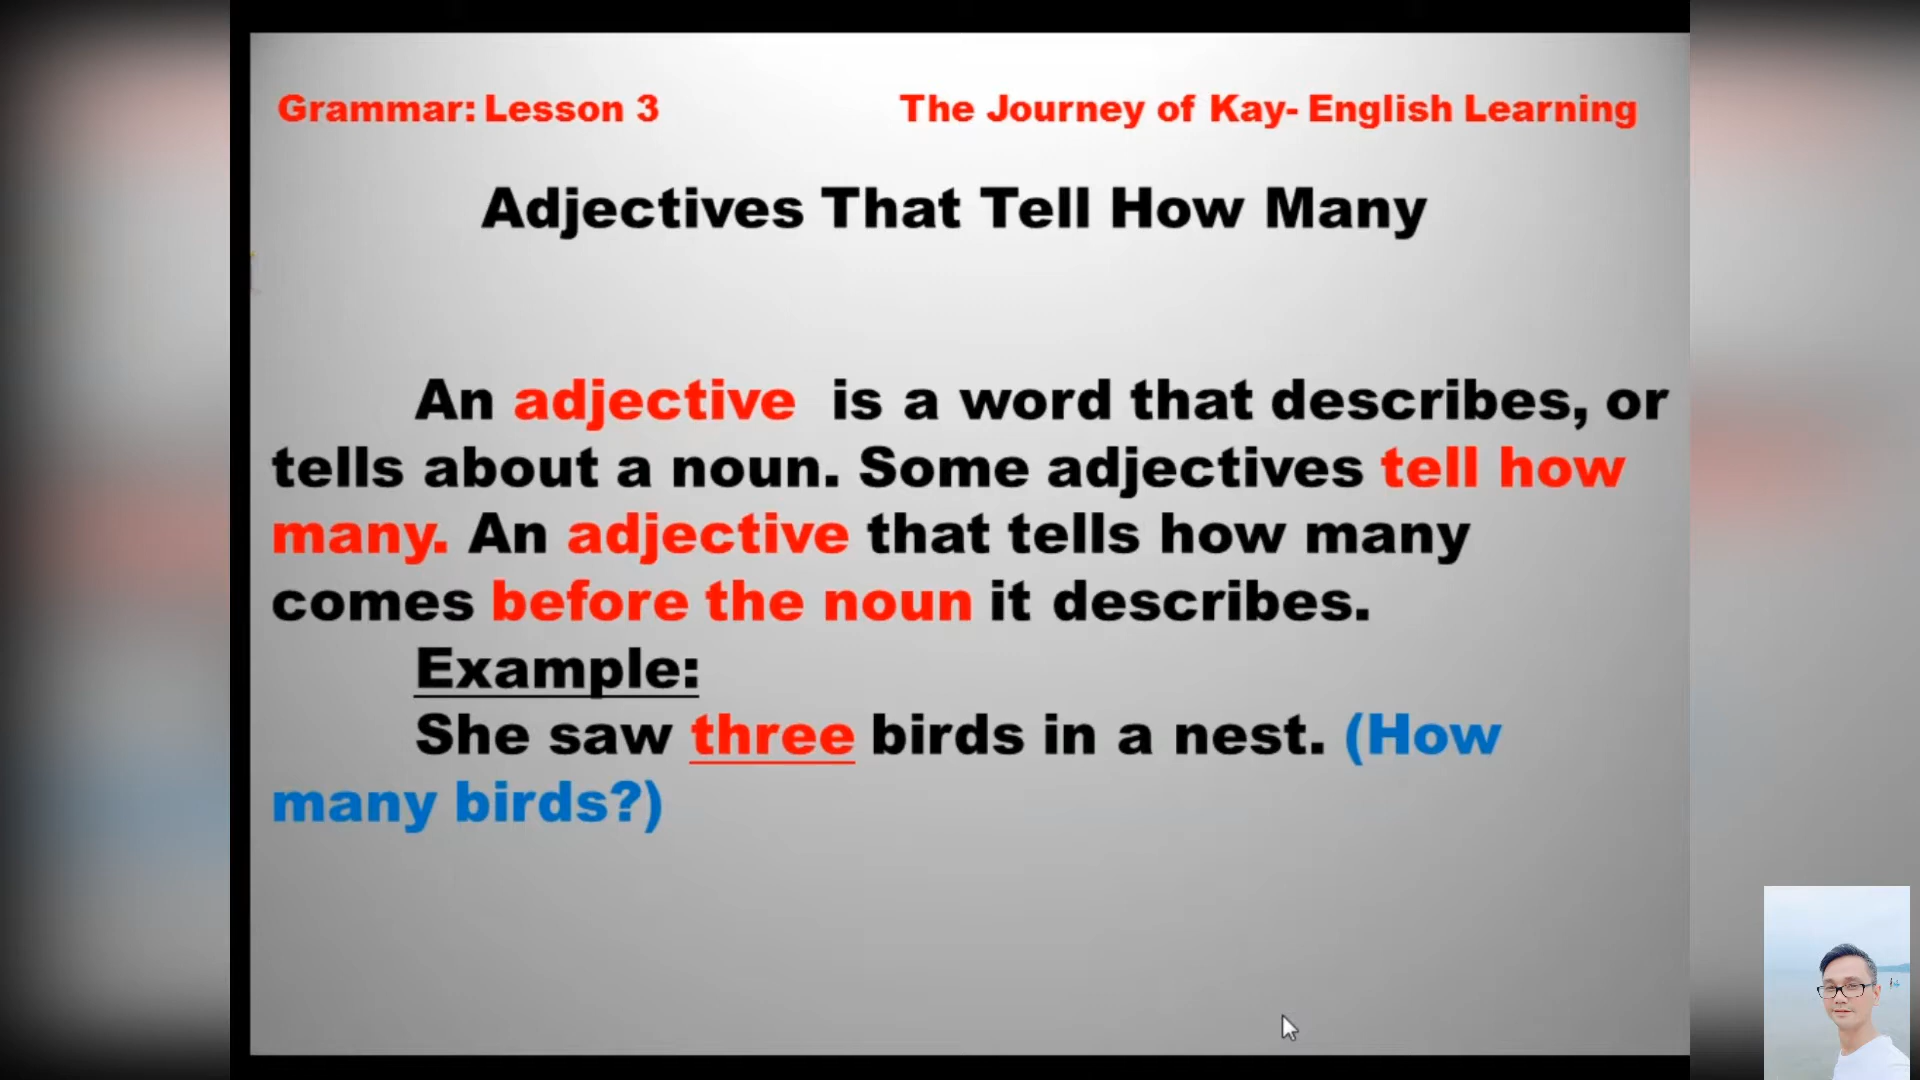 Grammar: Lesson 3
The Journey of Kay- English Learning
Adjectives That Tell How Many
An adjective is a word that describes, or
tells about a noun. Some adjectives tell how
many. An adjective that tells how many
comes before the noun it describes.
Example:
She saw three birds in a nest. (How
many birds?)